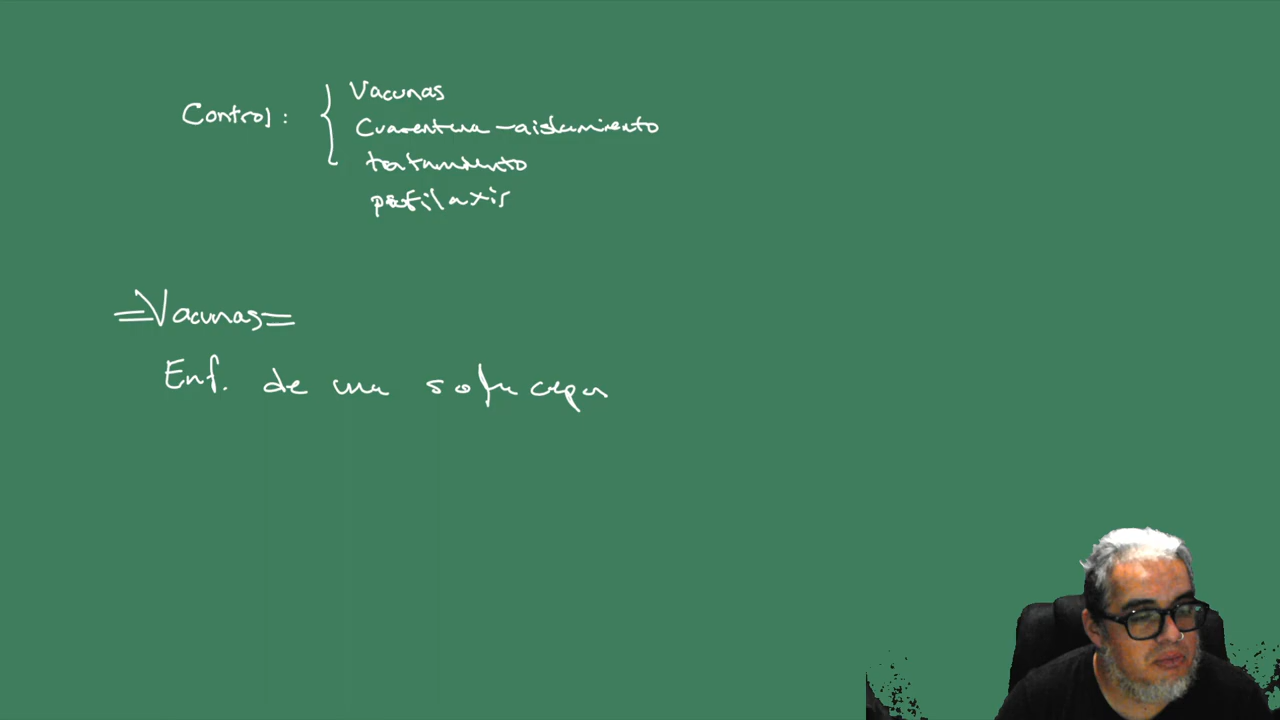 Control: { Vacunas
Cuarentena - aislamiento
tratamiento
profilaxis
=Vacunas=
Enf. de una sola cepa